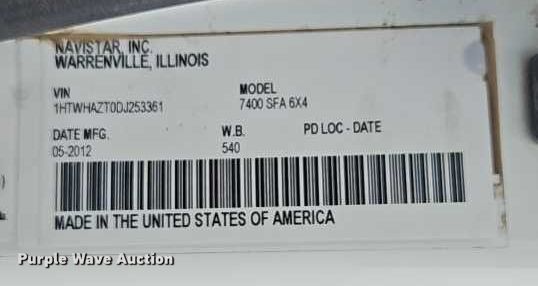 NAVISTAR, INC.
WARRENVILLE, ILLINOIS
VIN MODEL
1HTWHAZT0DJ253361 7400 SFA 6X4
DATE MFG. W.B. PD LOC - DATE
05-2012 540
MADE IN THE UNITED STATES OF AMERICA
Purple Wave Auction